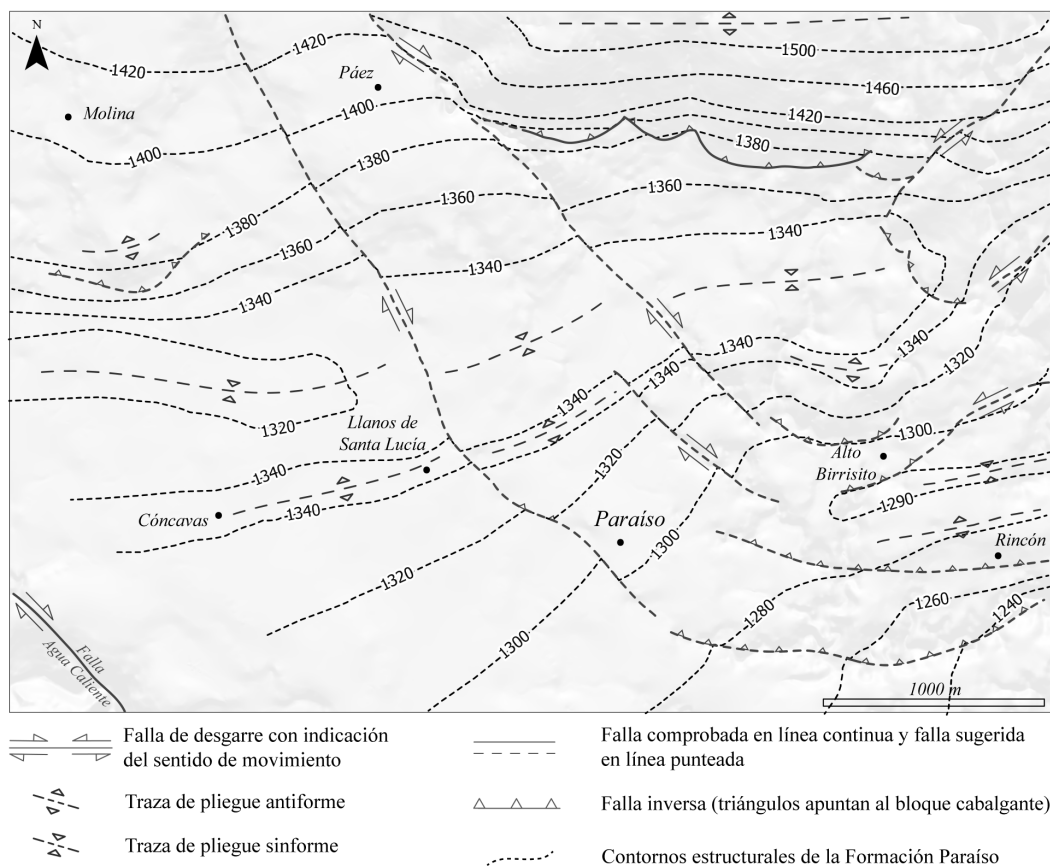 N
1420
1420
1500
Páez
1460
Molina
1400
1420
1400
1380
1380
1360
1380
1340
1360
1340
1340
1340
1340
1320
1340
1320
Llanos de
Santa Lucía
1340
1300
1320
Alto
Birrisito
1340
1290
1340
Cóncavas
Paraíso
Rincón
1300
1320
1280
1260
1240
1300
Falla
Agua Caliente
1000 m
Falla de desgarre con indicación
del sentido de movimiento
Falla comprobada en línea continua y falla sugerida
en línea punteada
Traza de pliegue antiforme
Falla inversa (triángulos apuntan al bloque cabalgante)
Traza de pliegue sinforme
Contornos estructurales de la Formación Paraíso